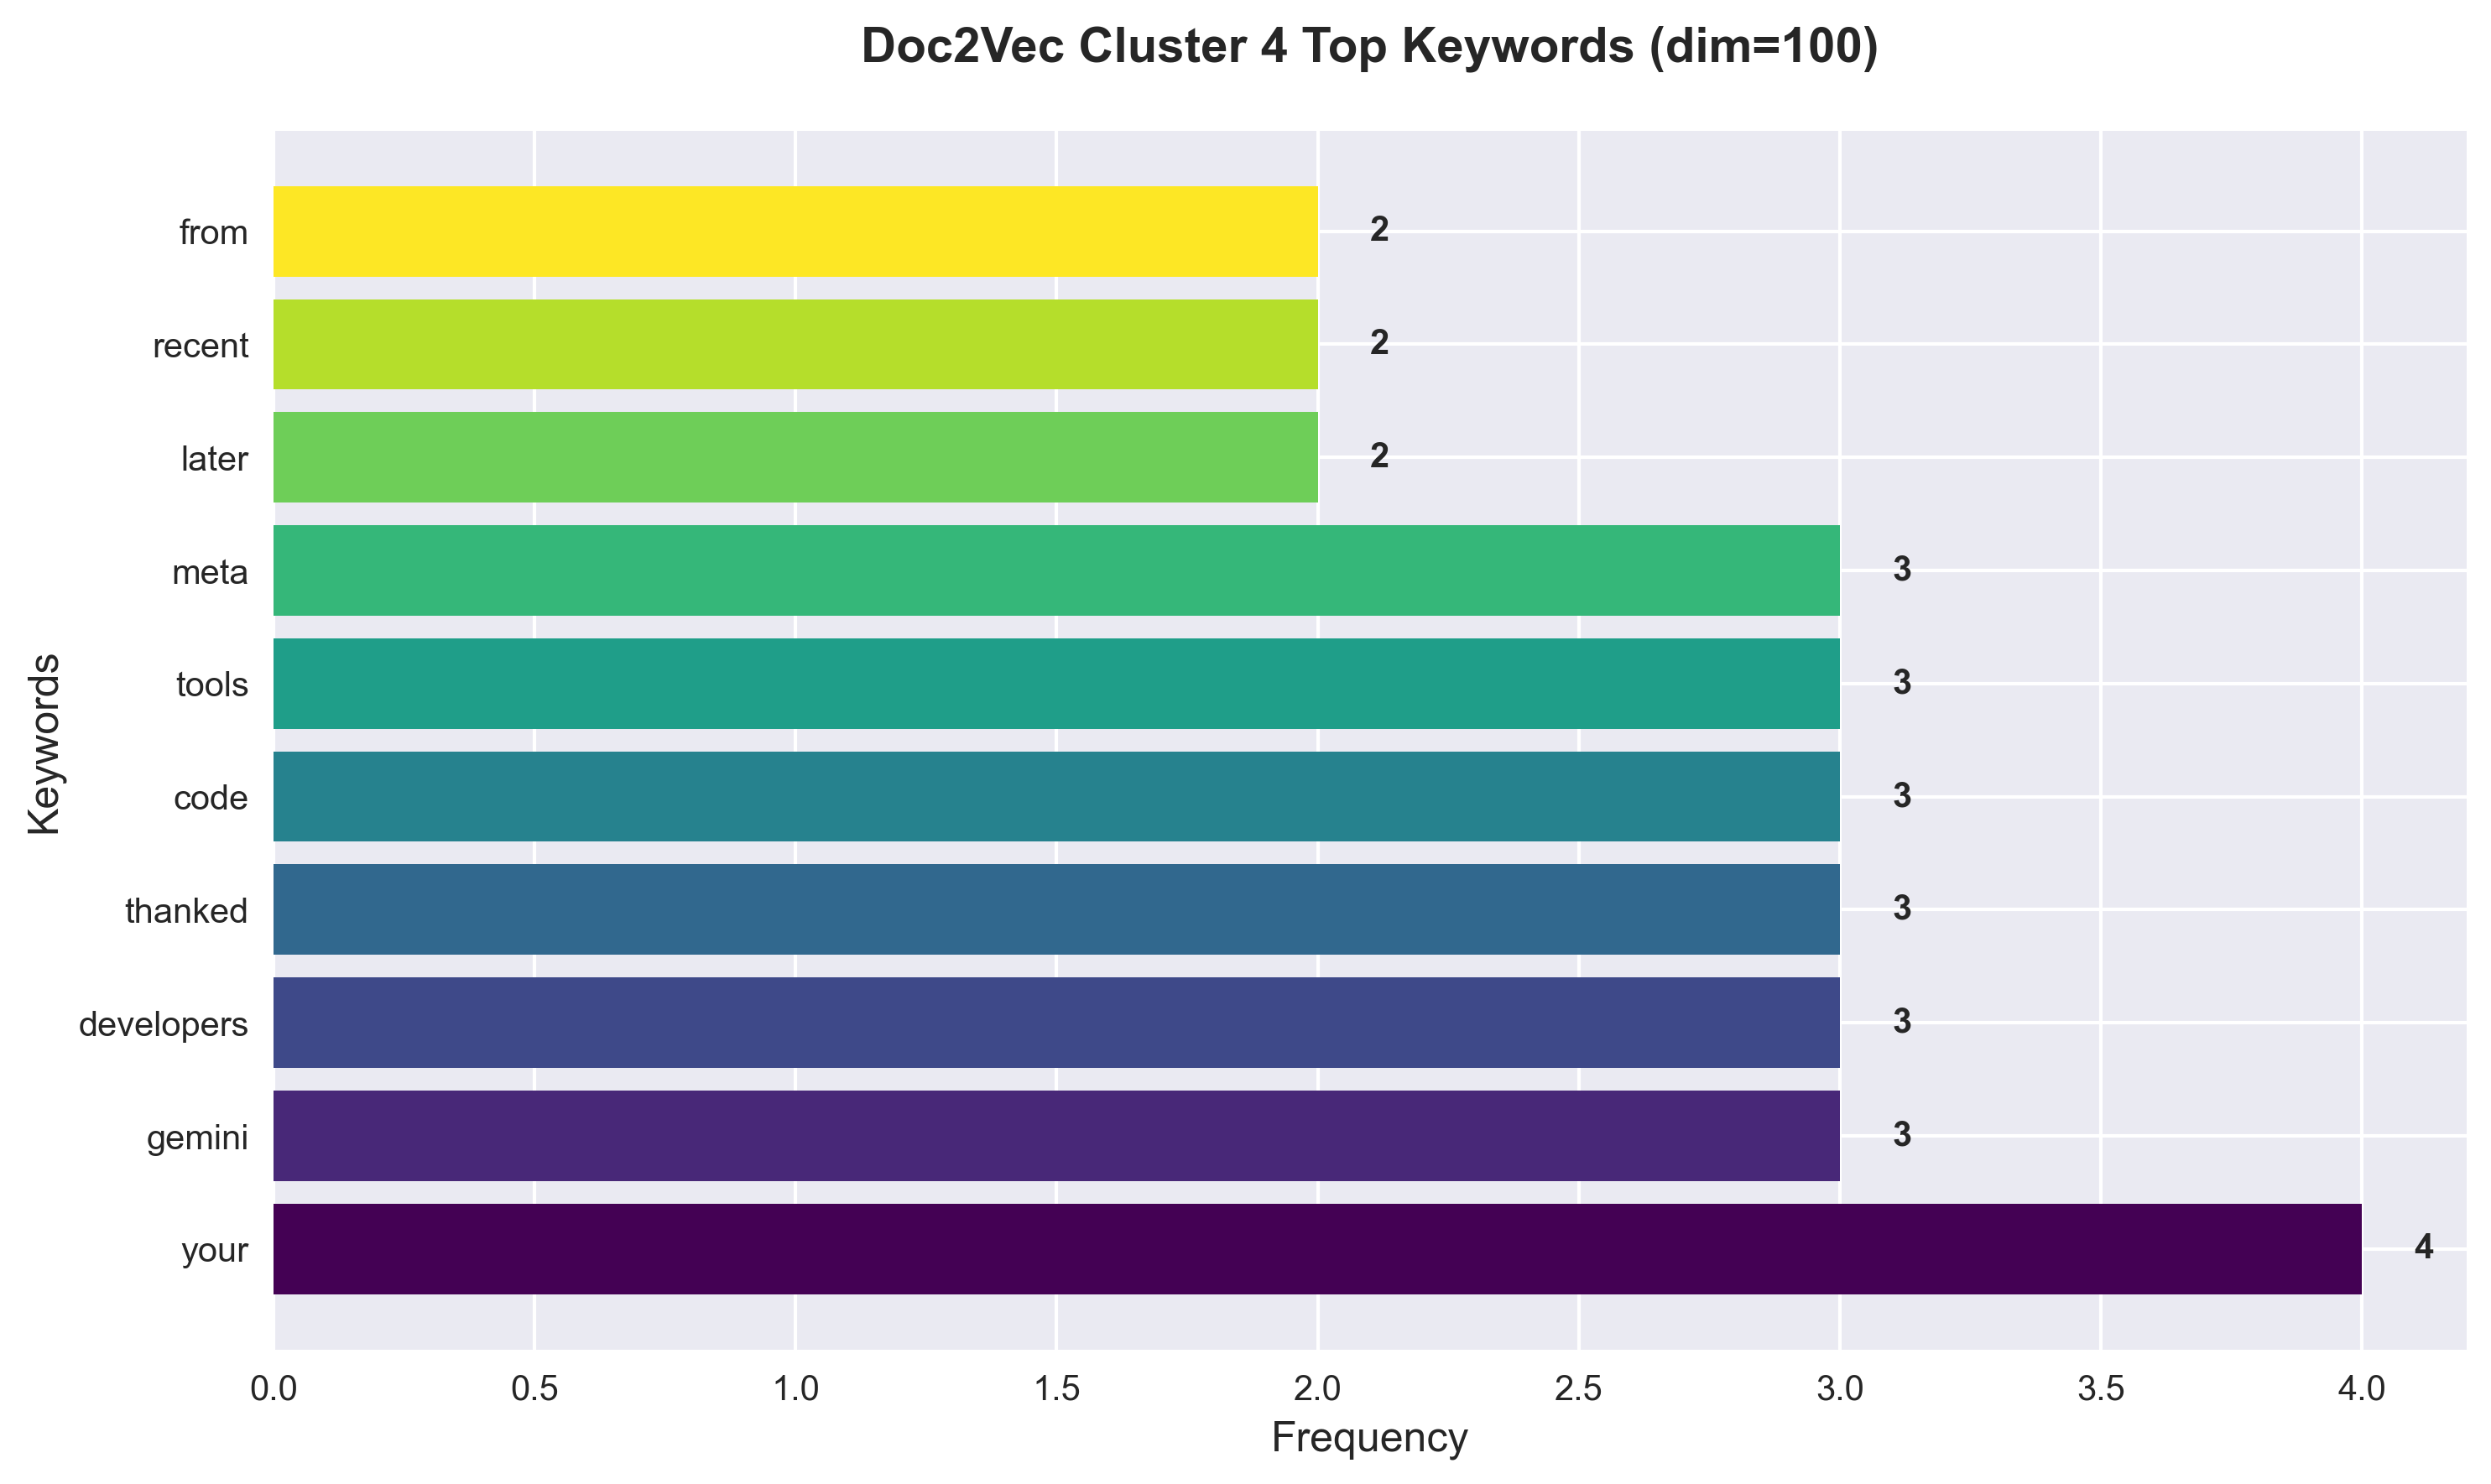 Doc2Vec Cluster 4 Top Keywords (dim=100)
from 2
recent 2
later 2
meta 3
tools 3
code 3
thanked 3
developers 3
gemini 3
your 4
Keywords
0.0 0.5 1.0 1.5 2.0 2.5 3.0 3.5 4.0
Frequency